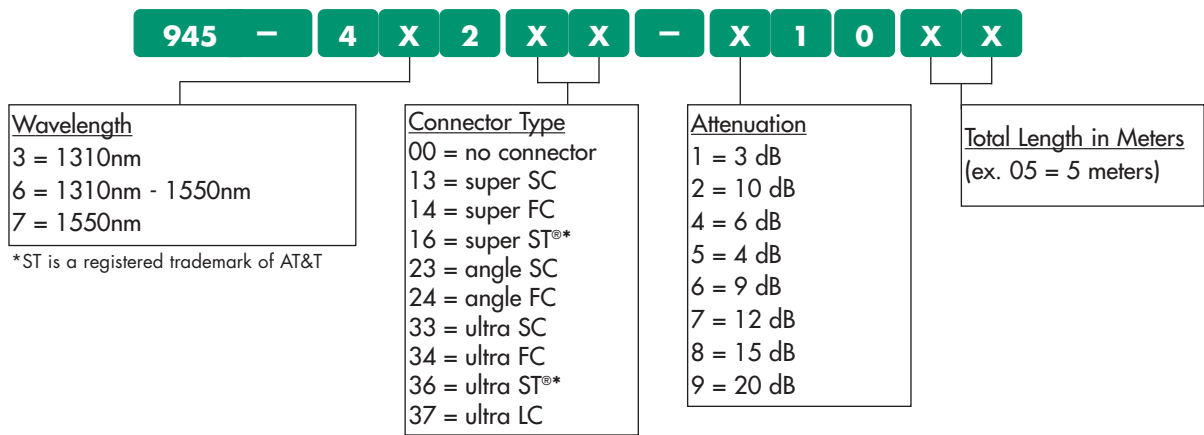 945 - 4 X 2 X X - X 1 0 X X
Wavelength
3 = 1310nm
6 = 1310nm - 1550nm
7 = 1550nm
*ST is a registered trademark of AT&T
Connector Type
00 = no connector
13 = super SC
14 = super FC
16 = super ST®*
23 = angle SC
24 = angle FC
33 = ultra SC
34 = ultra FC
36 = ultra ST®*
37 = ultra LC
Attenuation
1 = 3 dB
2 = 10 dB
4 = 6 dB
5 = 4 dB
6 = 9 dB
7 = 12 dB
8 = 15 dB
9 = 20 dB
Total Length in Meters
(ex. 05 = 5 meters)